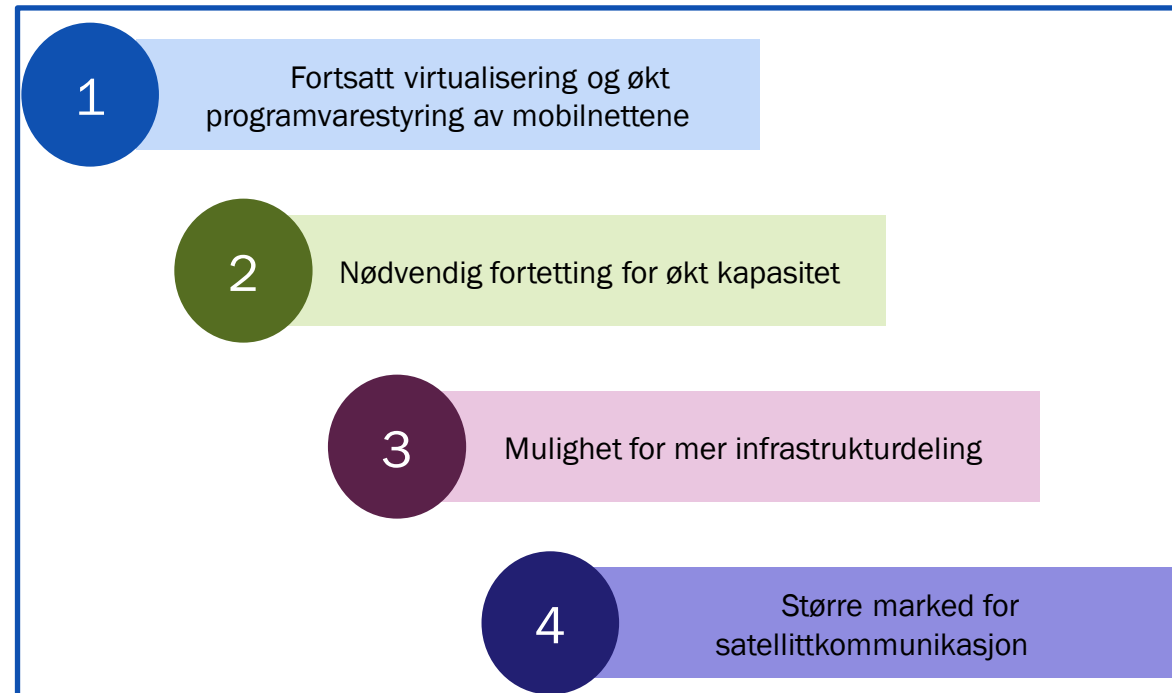 1
Fortsatt virtualisering og økt
programvarestyring av mobilnettene
2
Nødvendig fortetting for økt kapasitet
3
Mulighet for mer infrastrukturdeling
4
Større marked for
satellittkommunikasjon